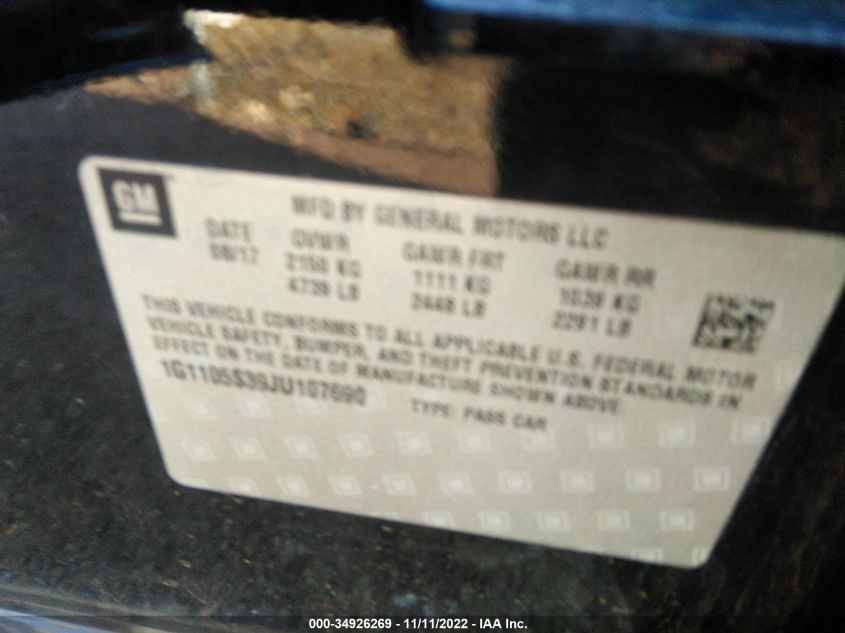 GM
MFD BY GENERAL MOTORS LLC
DATE GVWR GAWR FRT GAWR RR
08/17 2150 KG 1111 KG 1039 KG
4739 LB 2448 LB 2291 LB
THIS VEHICLE CONFORMS TO ALL APPLICABLE U.S. FEDERAL MOTOR
VEHICLE SAFETY, BUMPER, AND THEFT PREVENTION STANDARDS IN
EFFECT ON THE DATE OF MANUFACTURE SHOWN ABOVE.
TYPE: PASS CAR
000-34926269 - 11/11/2022 - IAA Inc.